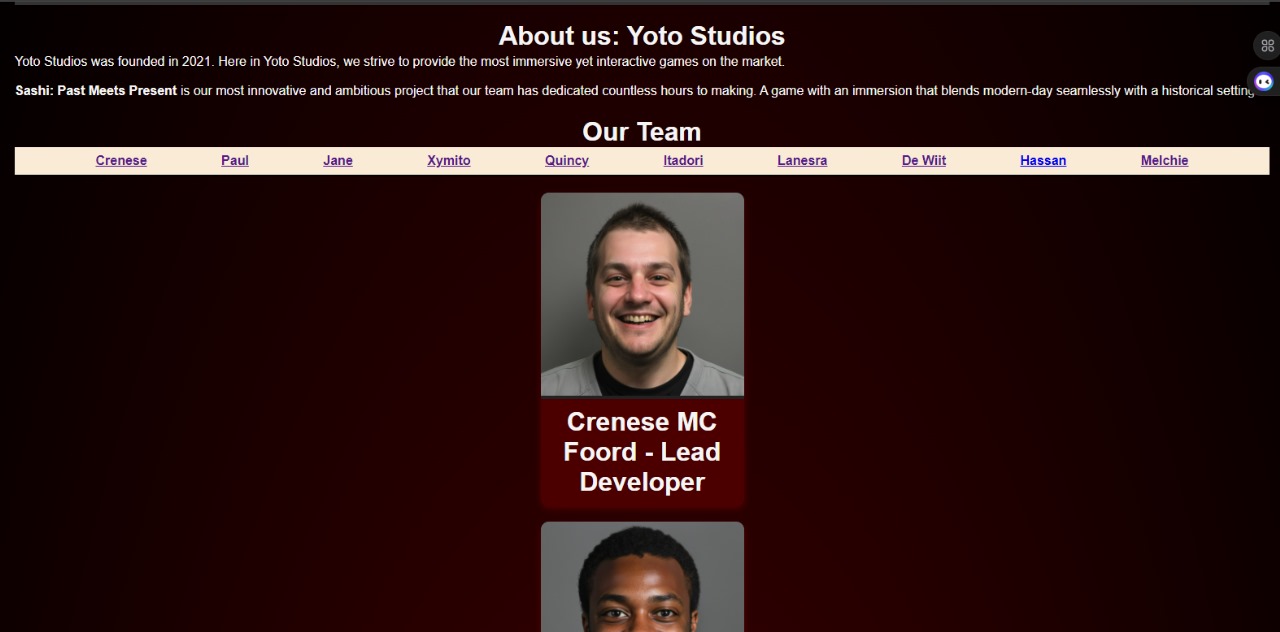 About us: Yoto Studios
Yoto Studios was founded in 2021. Here in Yoto Studios, we strive to provide the most immersive yet interactive games on the market.
Sashi: Past Meets Present is our most innovative and ambitious project that our team has dedicated countless hours to making. A game with an immersion that blends modern-day seamlessly with a historical setting
Our Team
Crenese Paul Jane Xymito Quincy Itadori Lanesra De Wiit Hassan Melchie
Crenese MC
Foord - Lead
Developer